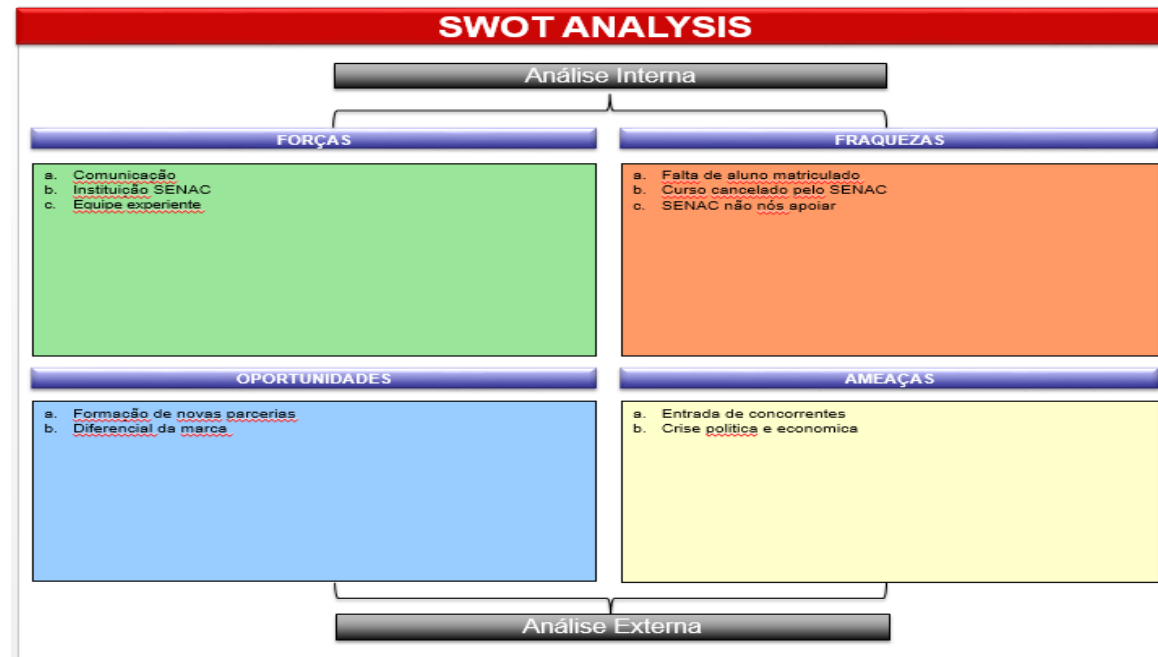 SWOT ANALYSIS
Análise Interna
FORÇAS
a. Comunicação
b. Instituição SENAC
c. Equipe experiente
FRAQUEZAS
a. Falta de aluno matriculado
b. Curso cancelado pelo SENAC
c. SENAC não nós apoiar
OPORTUNIDADES
a. Formação de novas parcerias
b. Diferencial da marca
AMEAÇAS
a. Entrada de concorrentes
b. Crise politica e economica
Análise Externa